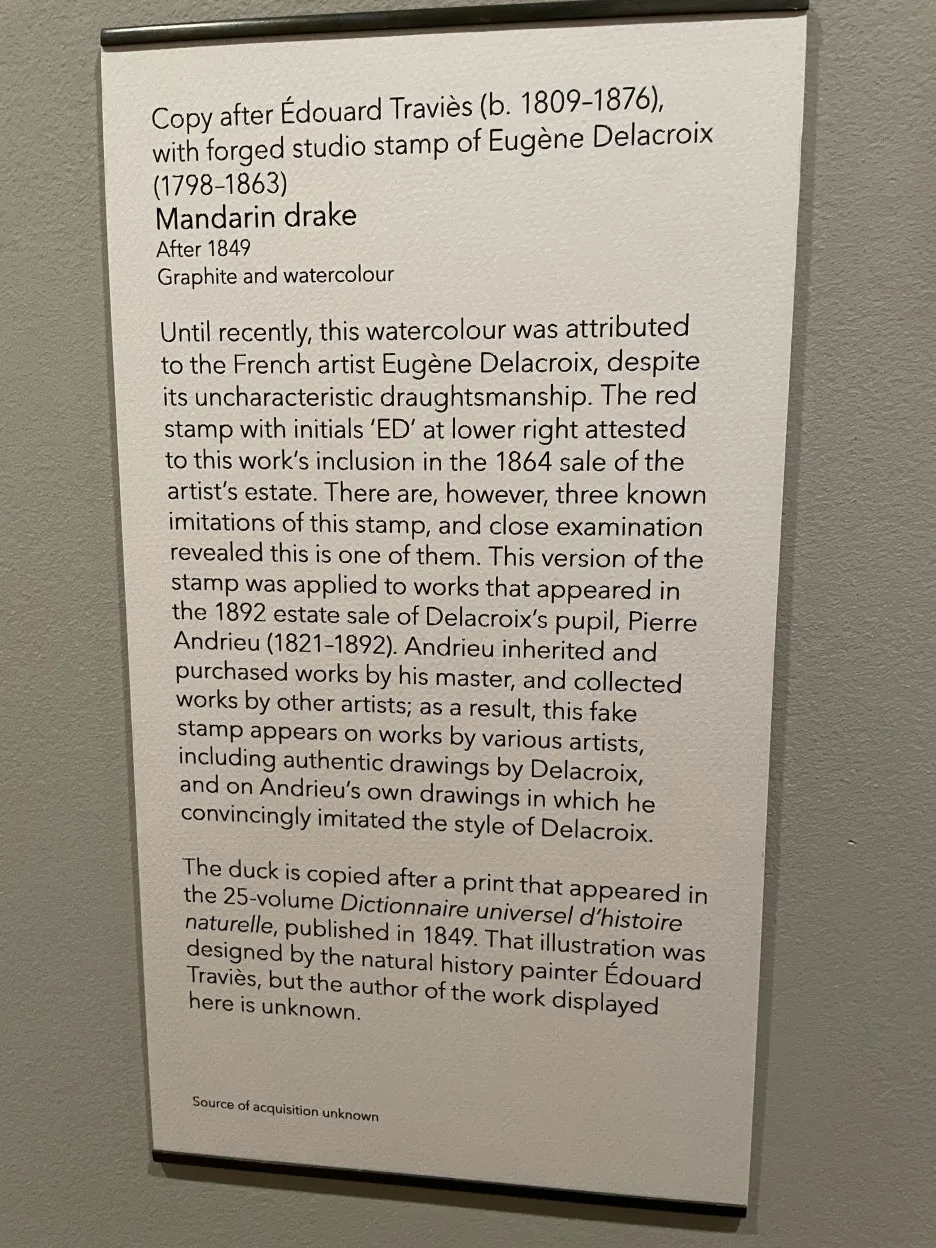 Copy after Édouard Traviès (b. 1809–1876),
with forged studio stamp of Eugène Delacroix
(1798–1863)
Mandarin drake
After 1849
Graphite and watercolour
Until recently, this watercolour was attributed
to the French artist Eugène Delacroix, despite
its uncharacteristic draughtsmanship. The red
stamp with initials ‘ED’ at lower right attested
to this work’s inclusion in the 1864 sale of the
artist’s estate. There are, however, three known
imitations of this stamp, and close examination
revealed this is one of them. This version of the
stamp was applied to works that appeared in
the 1892 estate sale of Delacroix’s pupil, Pierre
Andrieu (1821–1892). Andrieu inherited and
purchased works by his master, and collected
works by other artists; as a result, this fake
stamp appears on works by various artists,
including authentic drawings by Delacroix,
and on Andrieu’s own drawings in which he
convincingly imitated the style of Delacroix.
The duck is copied after a print that appeared in
the 25-volume Dictionnaire universel d’histoire
naturelle, published in 1849. That illustration was
designed by the natural history painter Édouard
Traviès, but the author of the work displayed
here is unknown.
Source of acquisition unknown